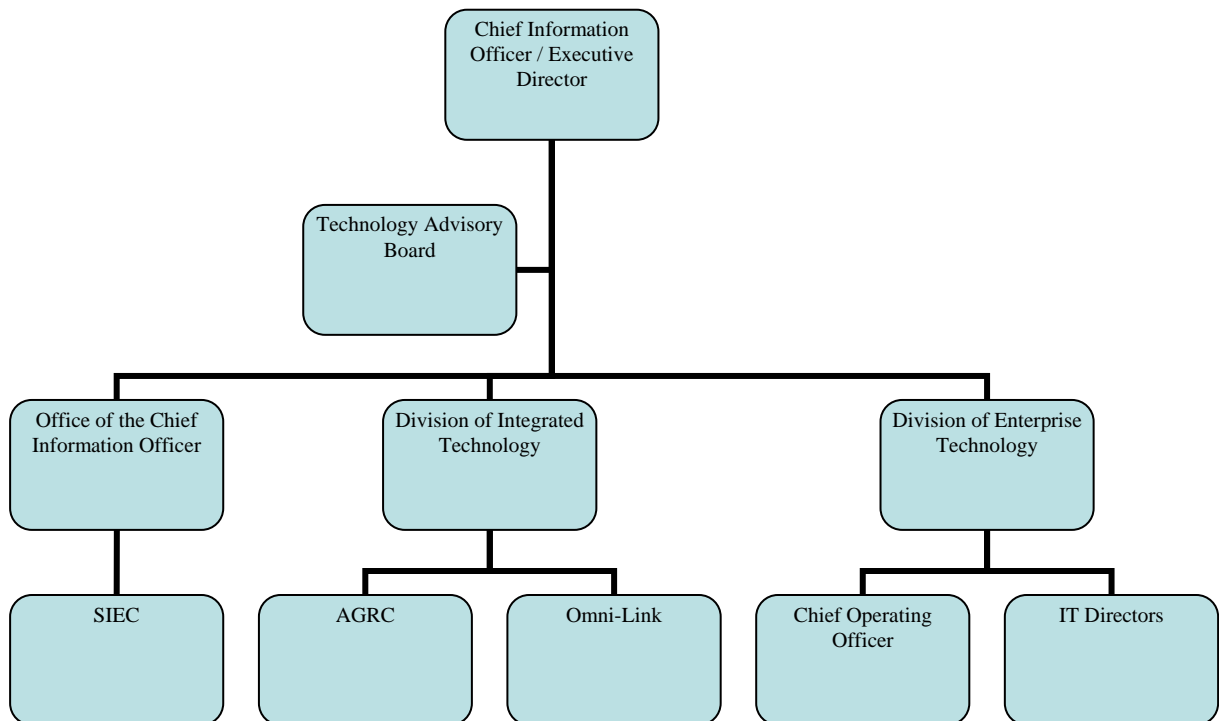 Chief Information
Officer / Executive
Director
Technology Advisory
Board
Office of the Chief
Information Officer
Division of Integrated
Technology
Division of Enterprise
Technology
SIEC
AGRC
Omni-Link
Chief Operating
Officer
IT Directors